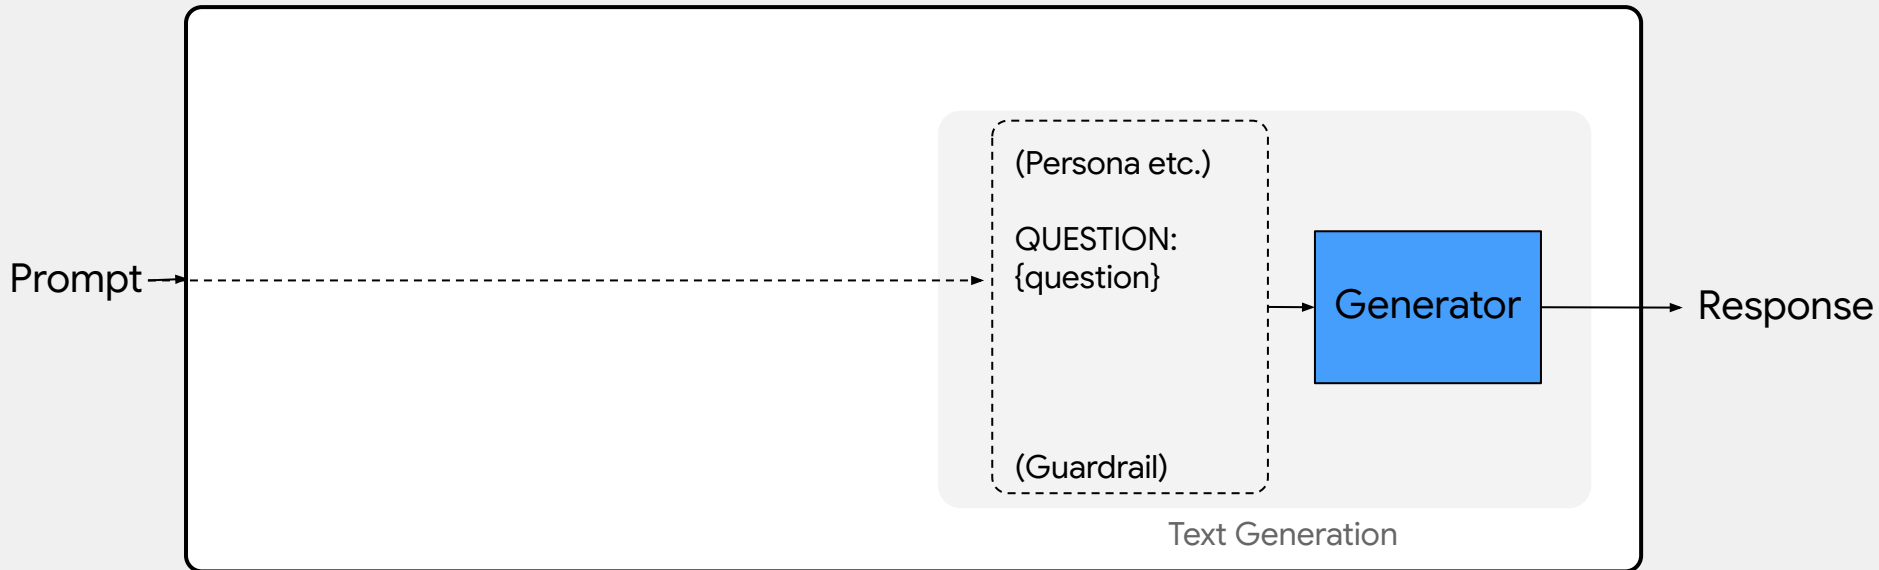 Prompt
(Persona etc.)
QUESTION:
{question}
(Guardrail)
Generator
Response
Text Generation